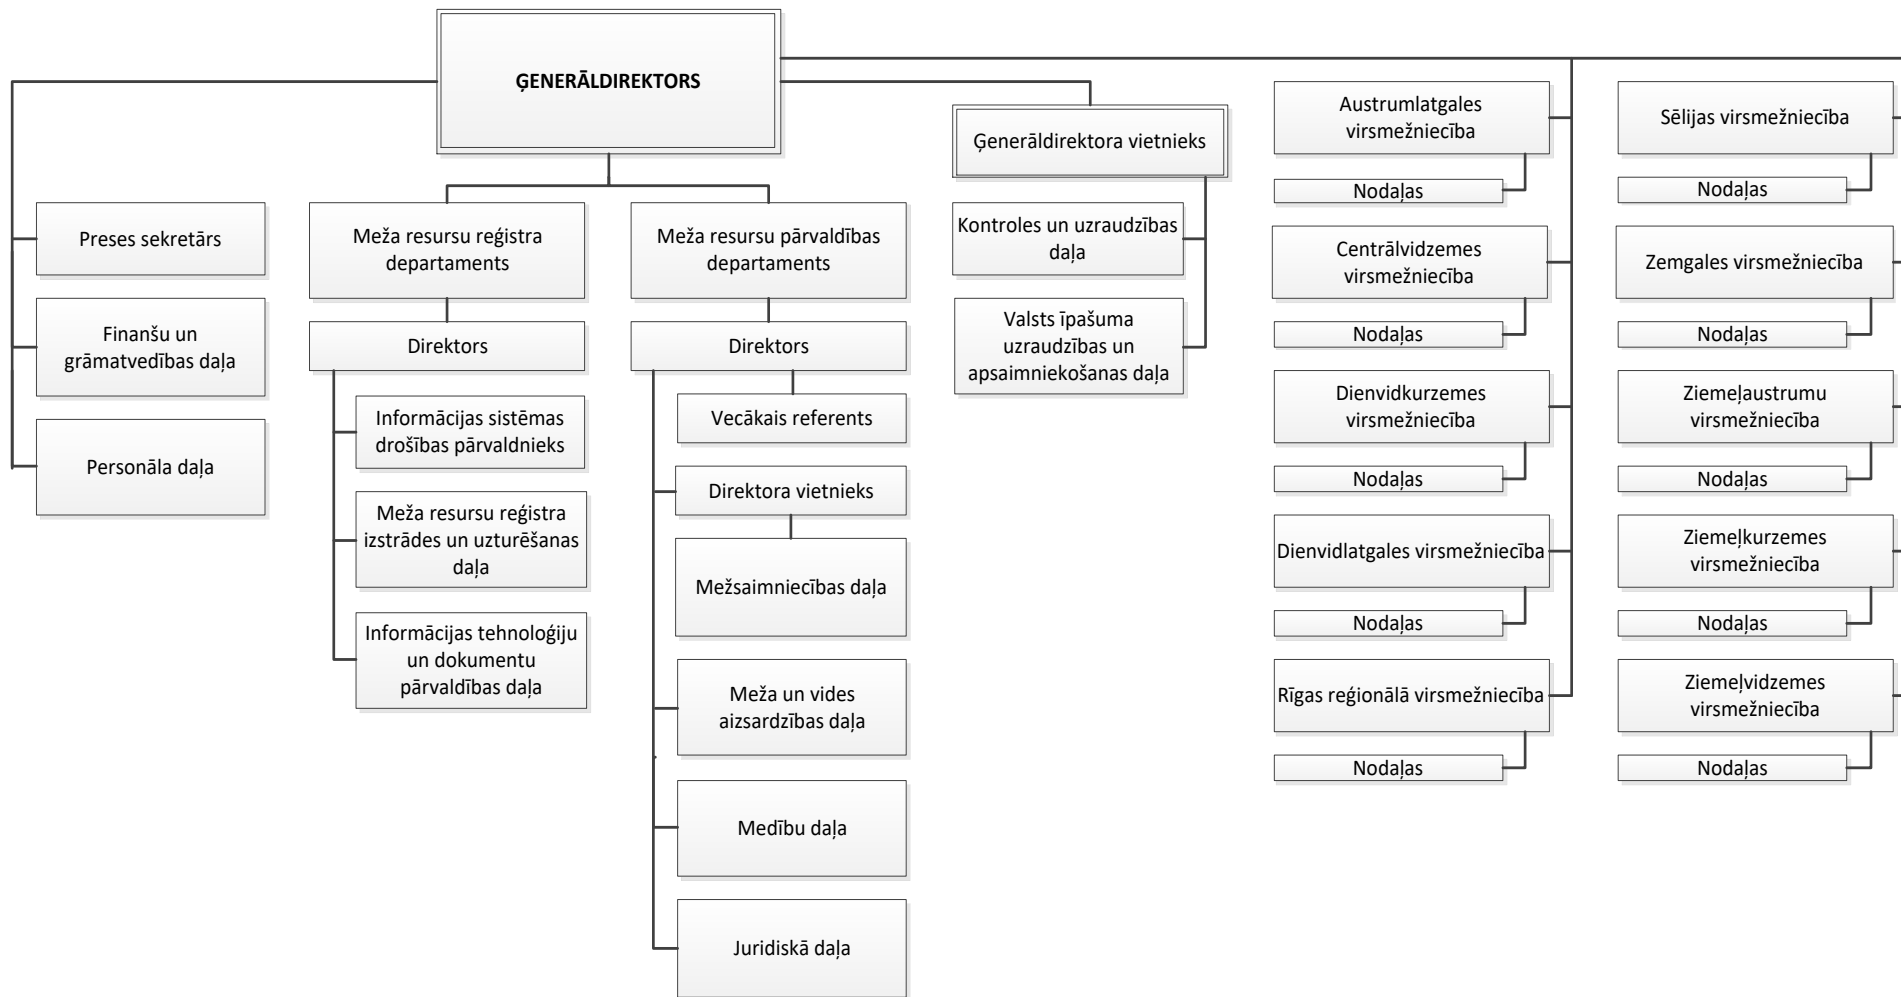 ĢENERĀLDIREKTORS
Preses sekretārs
Finanšu un
grāmatvedības daļa
Personāla daļa
Meža resursu reģistra
departaments
Direktors
Informācijas sistēmas
drošības pārvaldnieks
Meža resursu reģistra
izstrādes un uzturēšanas
daļa
Informācijas tehnoloģiju
un dokumentu
pārvaldības daļa
Meža resursu pārvaldības
departaments
Direktors
Vecākais referents
Direktora vietnieks
Mežsaimniecības daļa
Meža un vides
aizsardzības daļa
Medību daļa
Juridiskā daļa
Ģenerāldirektora vietnieks
Kontroles un uzraudzības
daļa
Valsts īpašuma
uzraudzības un
apsaimniekošanas daļa
Austrumlatgales
virsmežniecība
Nodaļas
Centrālvidzemes
virsmežniecība
Nodaļas
Dienvidkurzemes
virsmežniecība
Nodaļas
Dienvidlatgales virsmežniecība
Nodaļas
Rīgas reģionālā virsmežniecība
Nodaļas
Sēlijas virsmežniecība
Nodaļas
Zemgales virsmežniecība
Nodaļas
Ziemeļaustrumu
virsmežniecība
Nodaļas
Ziemeļkurzemes
virsmežniecība
Nodaļas
Ziemeļvidzemes
virsmežniecība
Nodaļas